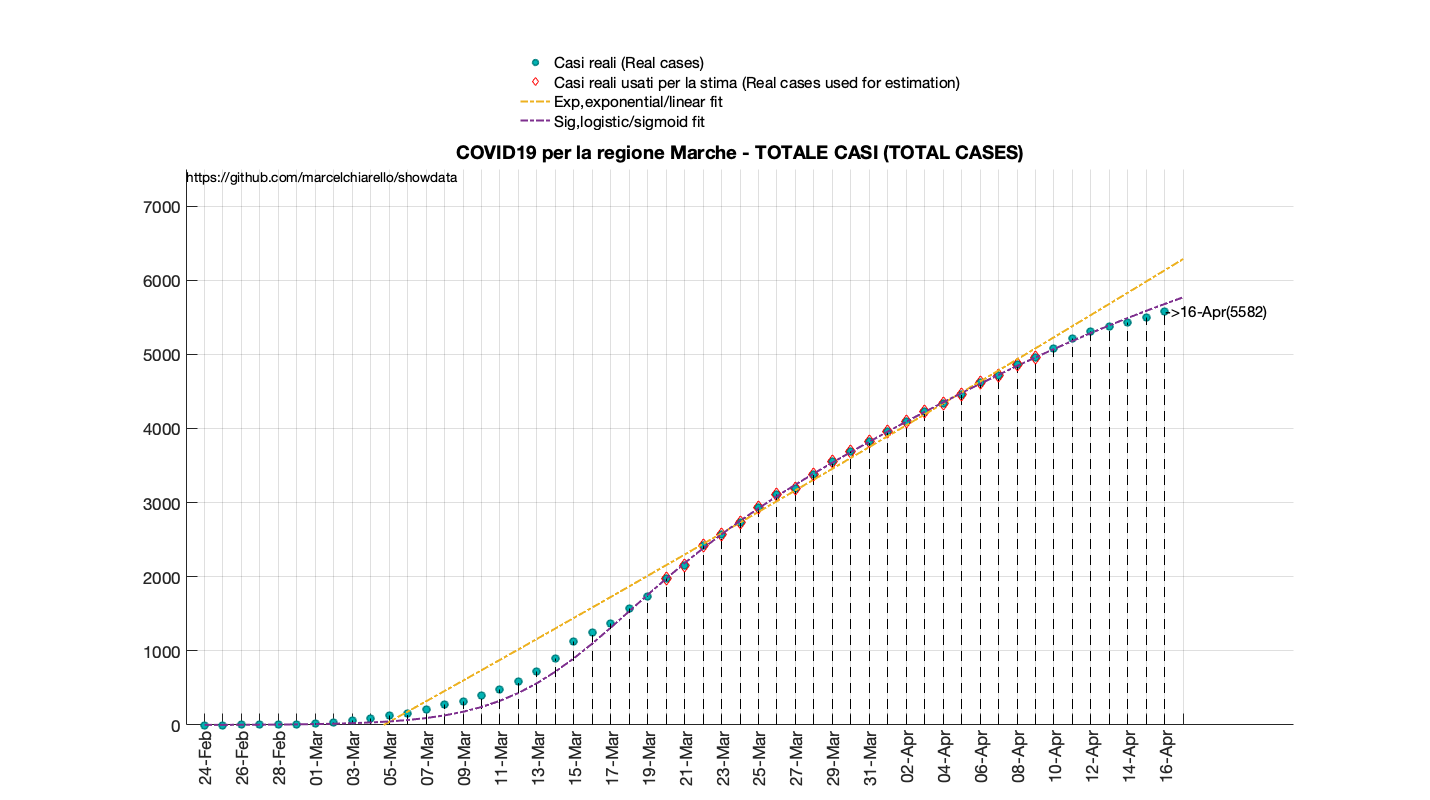 Casi reali (Real cases)
Casi reali usati per la stima (Real cases used for estimation)
Exp,exponential/linear fit
Sig,logistic/sigmoid fit
COVID19 per la regione Marche - TOTALE CASI (TOTAL CASES)
https://github.com/marcelchiarello/showdata
7000
6000
5000
4000
3000
2000
1000
0
->16-Apr(5582)
24-Feb
26-Feb
28-Feb
01-Mar
03-Mar
05-Mar
07-Mar
09-Mar
11-Mar
13-Mar
15-Mar
17-Mar
19-Mar
21-Mar
23-Mar
25-Mar
27-Mar
29-Mar
31-Mar
02-Apr
04-Apr
06-Apr
08-Apr
10-Apr
12-Apr
14-Apr
16-Apr